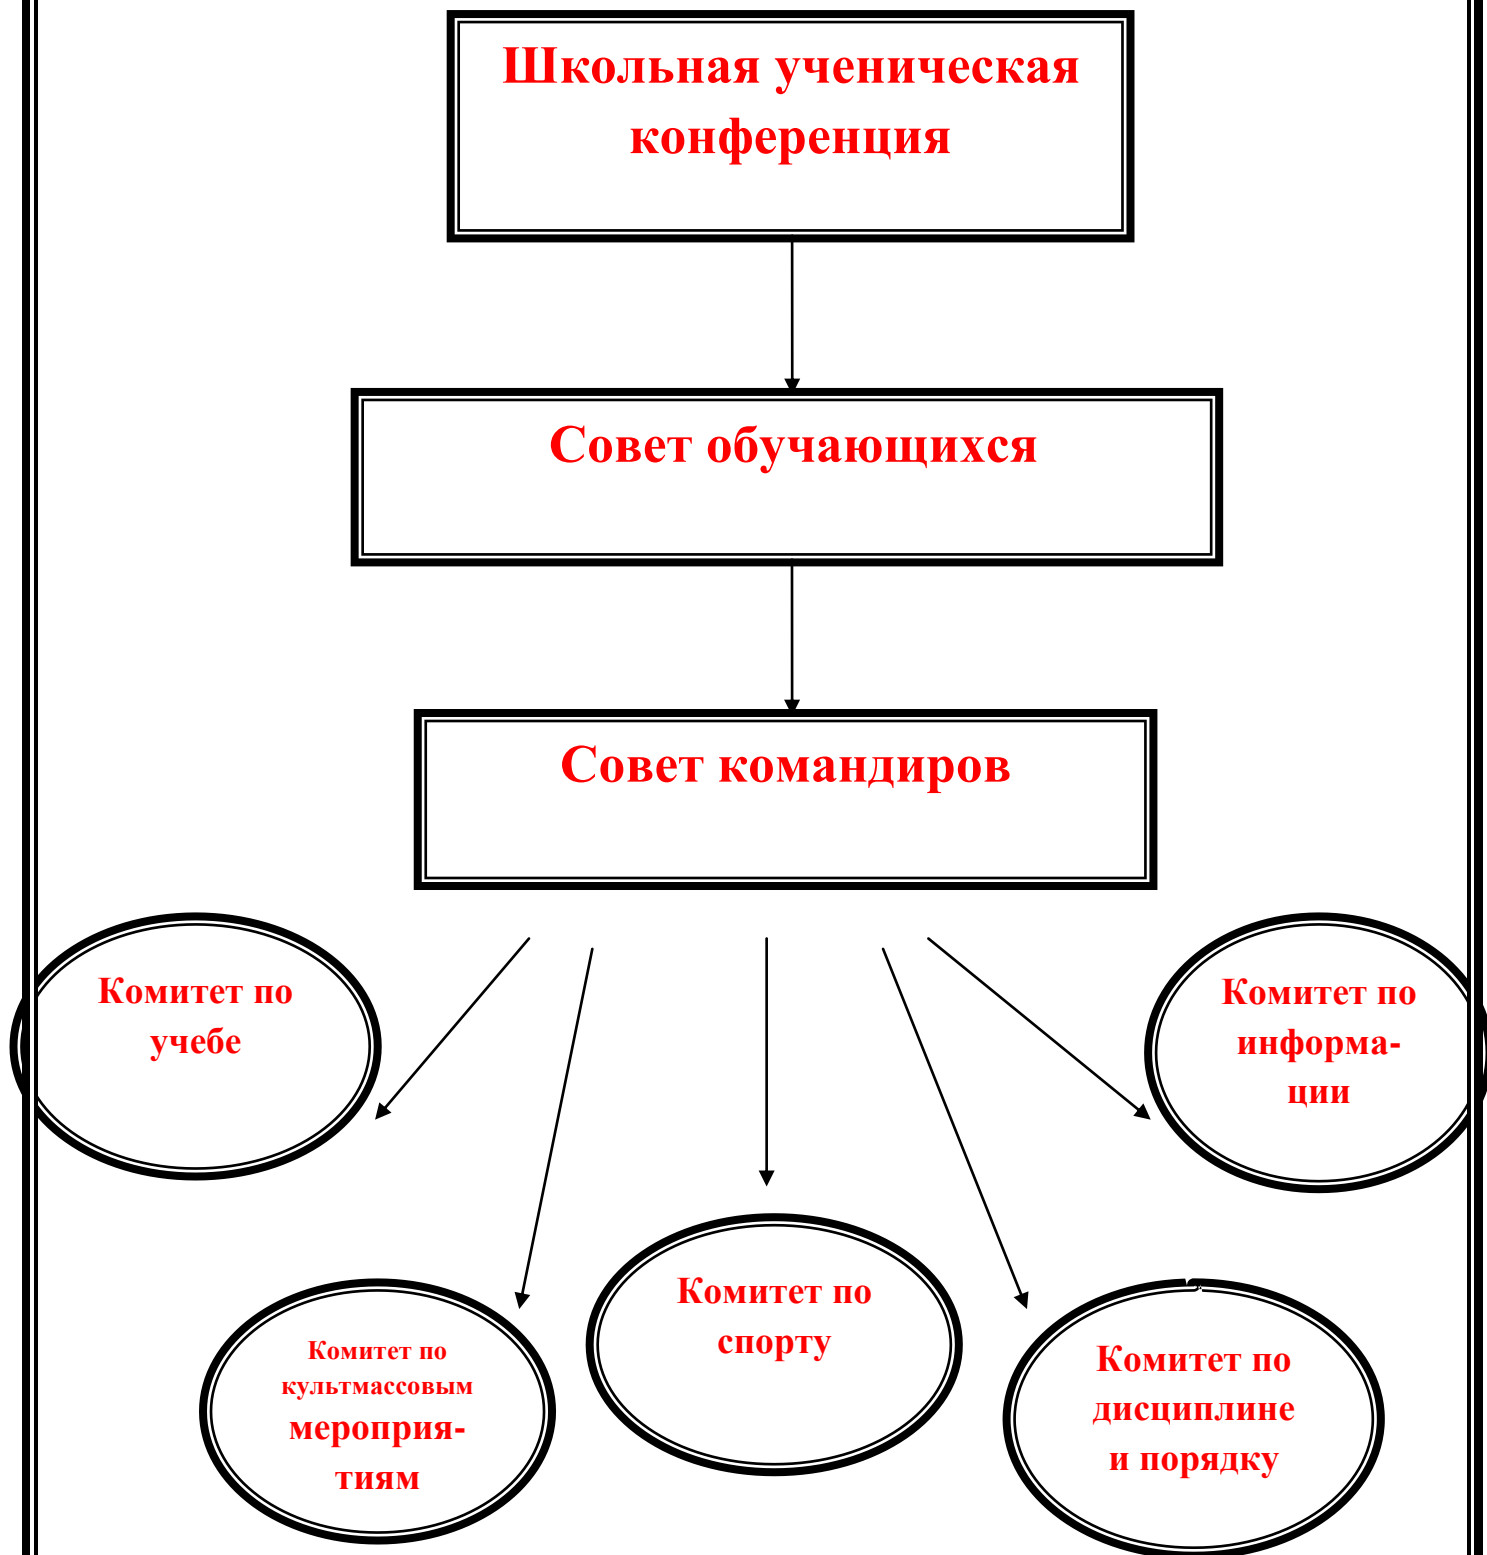 Школьная ученическая
конференция
Совет обучающихся
Совет командиров
Комитет по
учебе
Комитет по
информа-
ции
Комитет по
культмассовым
мероприя-
тиям
Комитет по
спорту
Комитет по
дисциплине
и порядку